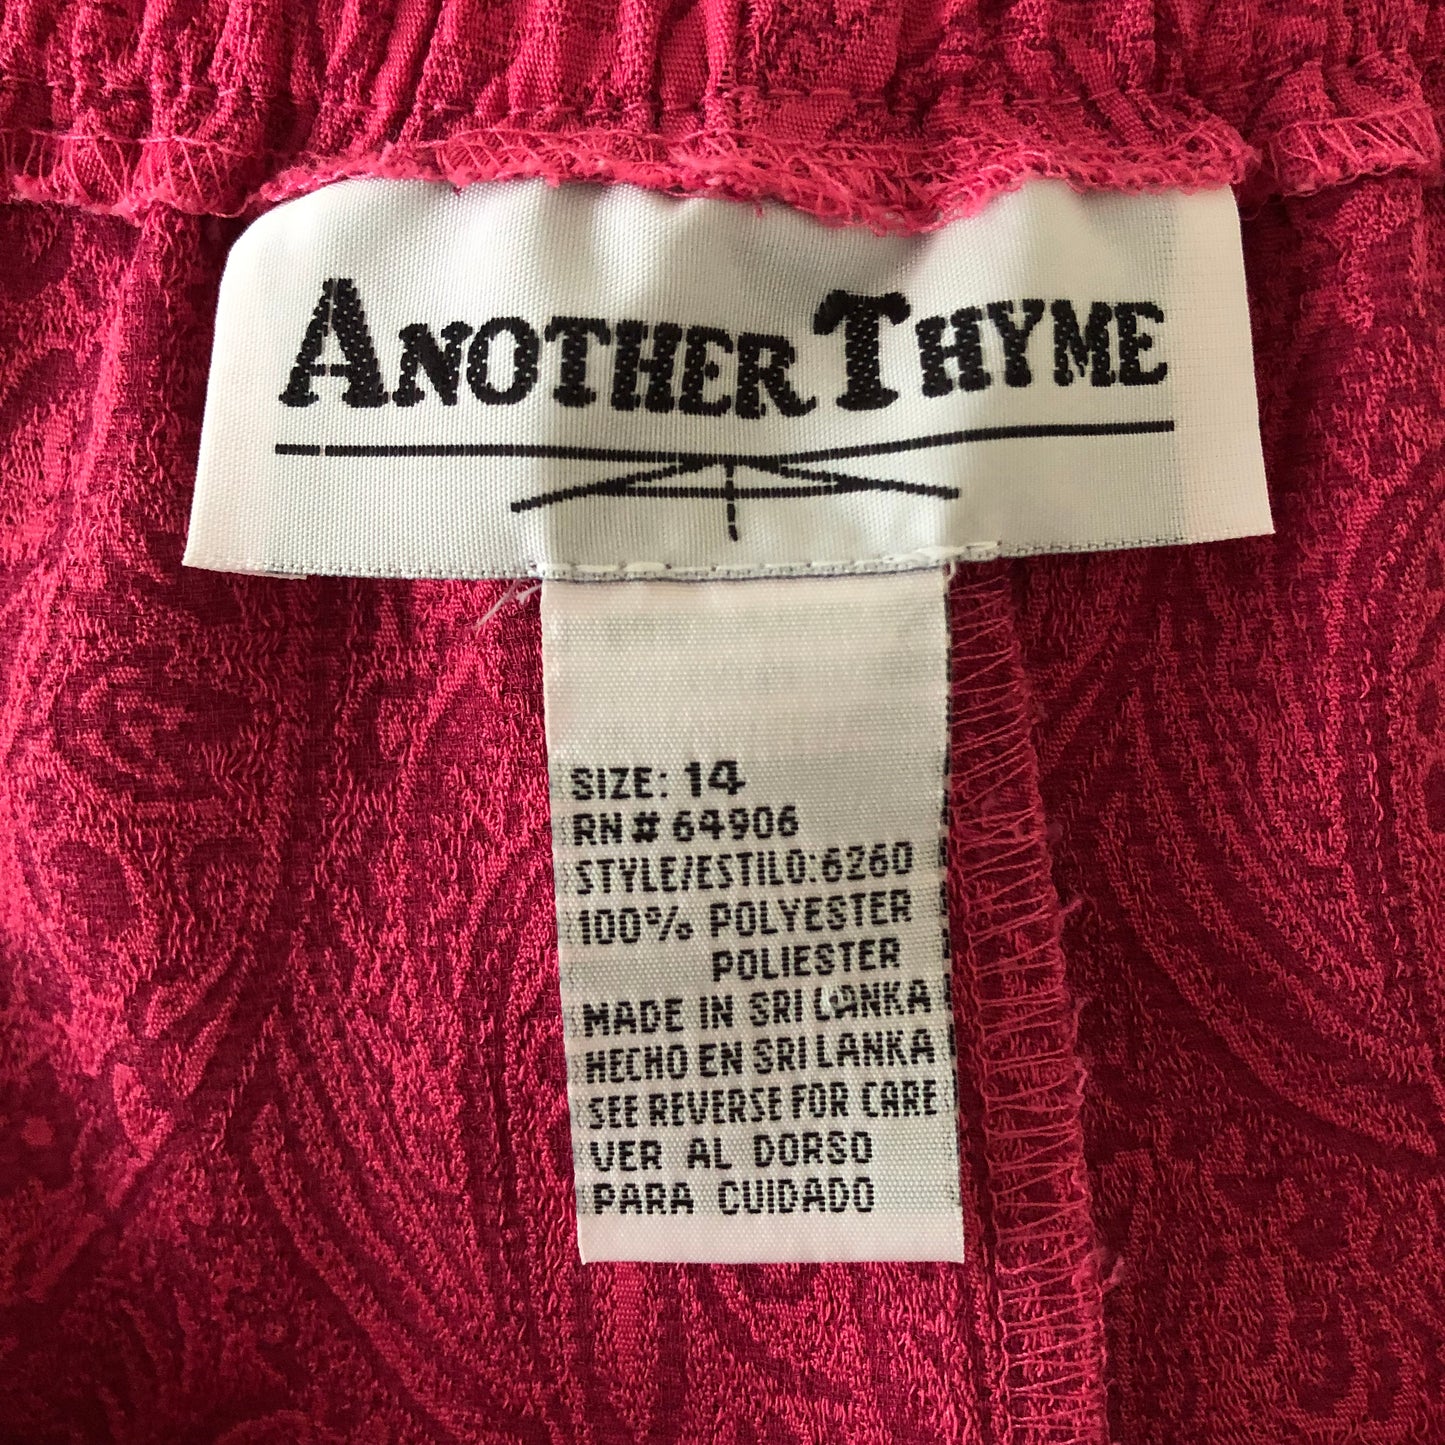 ANOTHER THYME
SIZE: 14
RN # 64906
STYLE/ESTILO: 6260
100% POLYESTER
POLIESTER
MADE IN SRI LANKA
HECHO EN SRI LANKA
SEE REVERSE FOR CARE
VER AL DORSO
PARA CUIDADO